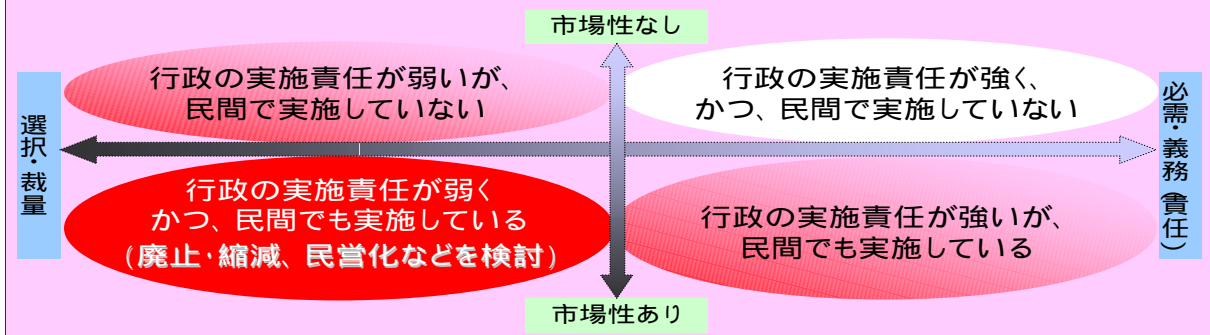 市場性なし
行政の実施責任が弱いが、
民間で実施していない
行政の実施責任が強く、
かつ、民間で実施していない
選択・裁量
必需・義務（責任）
行政の実施責任が弱く
かつ、民間でも実施している
（廃止・縮減、民営化などを検討）
行政の実施責任が強いが、
民間でも実施している
市場性あり